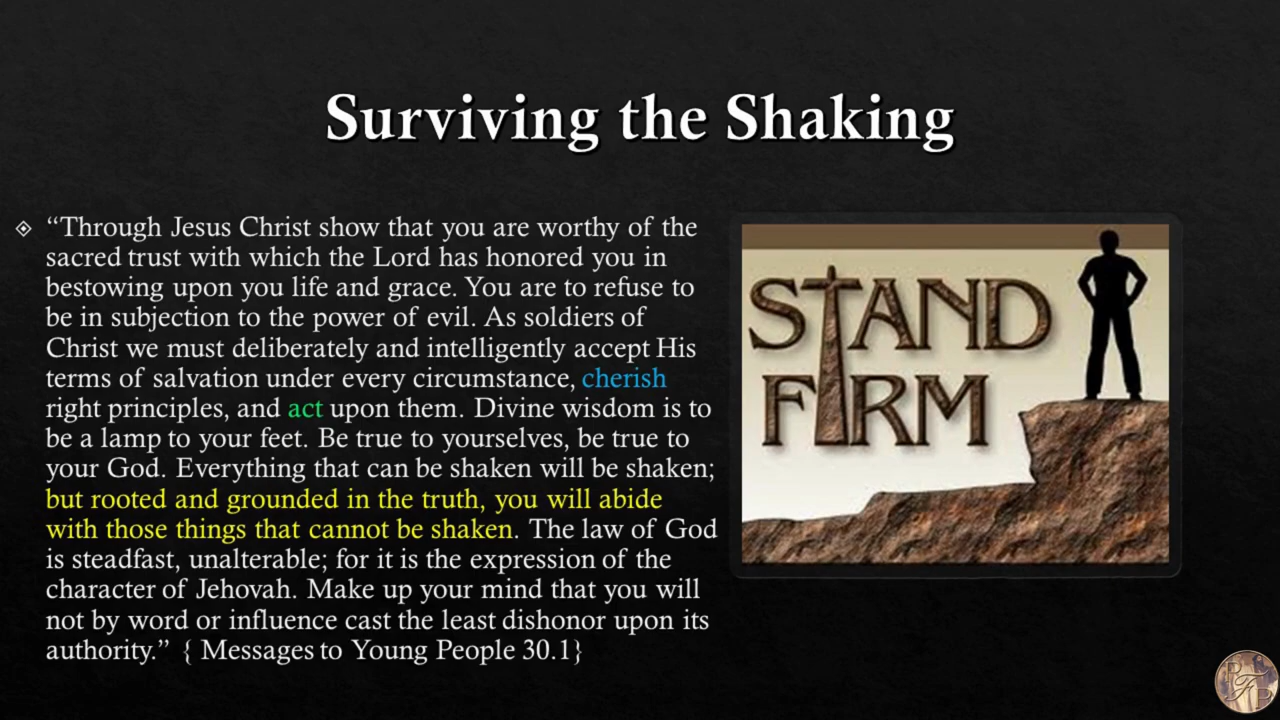 Surviving the Shaking
“Through Jesus Christ show that you are worthy of the
sacred trust with which the Lord has honored you in
bestowing upon you life and grace. You are to refuse to
be in subjection to the power of evil. As soldiers of
Christ we must deliberately and intelligently accept His
terms of salvation under every circumstance, cherish
right principles, and act upon them. Divine wisdom is to
be a lamp to your feet. Be true to yourselves, be true to
your God. Everything that can be shaken will be shaken;
but rooted and grounded in the truth, you will abide
with those things that cannot be shaken. The law of God
is steadfast, unalterable; for it is the expression of the
character of Jehovah. Make up your mind that you will
not by word or influence cast the least dishonor upon its
authority.” { Messages to Young People 30.1}
STAND
FIRM